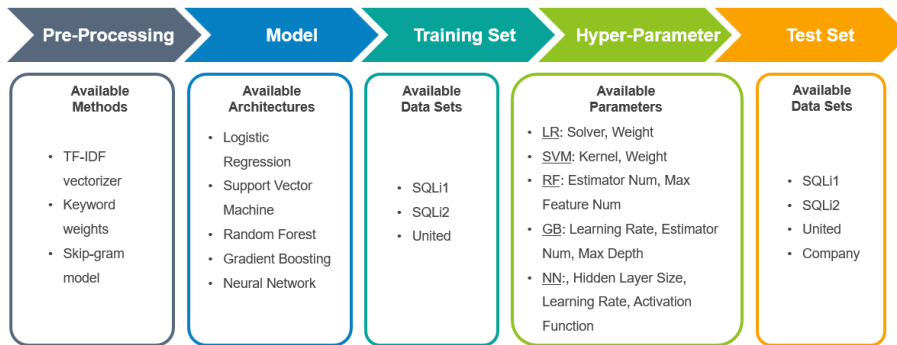 Pre-Processing
Model
Training Set
Hyper-Parameter
Test Set
Available
Methods
• TF-IDF
vectorizer
• Keyword
weights
• Skip-gram
model
Available
Architectures
• Logistic
Regression
• Support Vector
Machine
• Random Forest
• Gradient Boosting
• Neural Network
Available
Data Sets
• SQLi1
• SQLi2
• United
Available
Parameters
• LR: Solver, Weight
• SVM: Kernel, Weight
• RF: Estimator Num, Max
Feature Num
• GB: Learning Rate, Estimator
Num, Max Depth
• NN:, Hidden Layer Size,
Learning Rate, Activation
Function
Available
Data Sets
• SQLi1
• SQLi2
• United
• Company